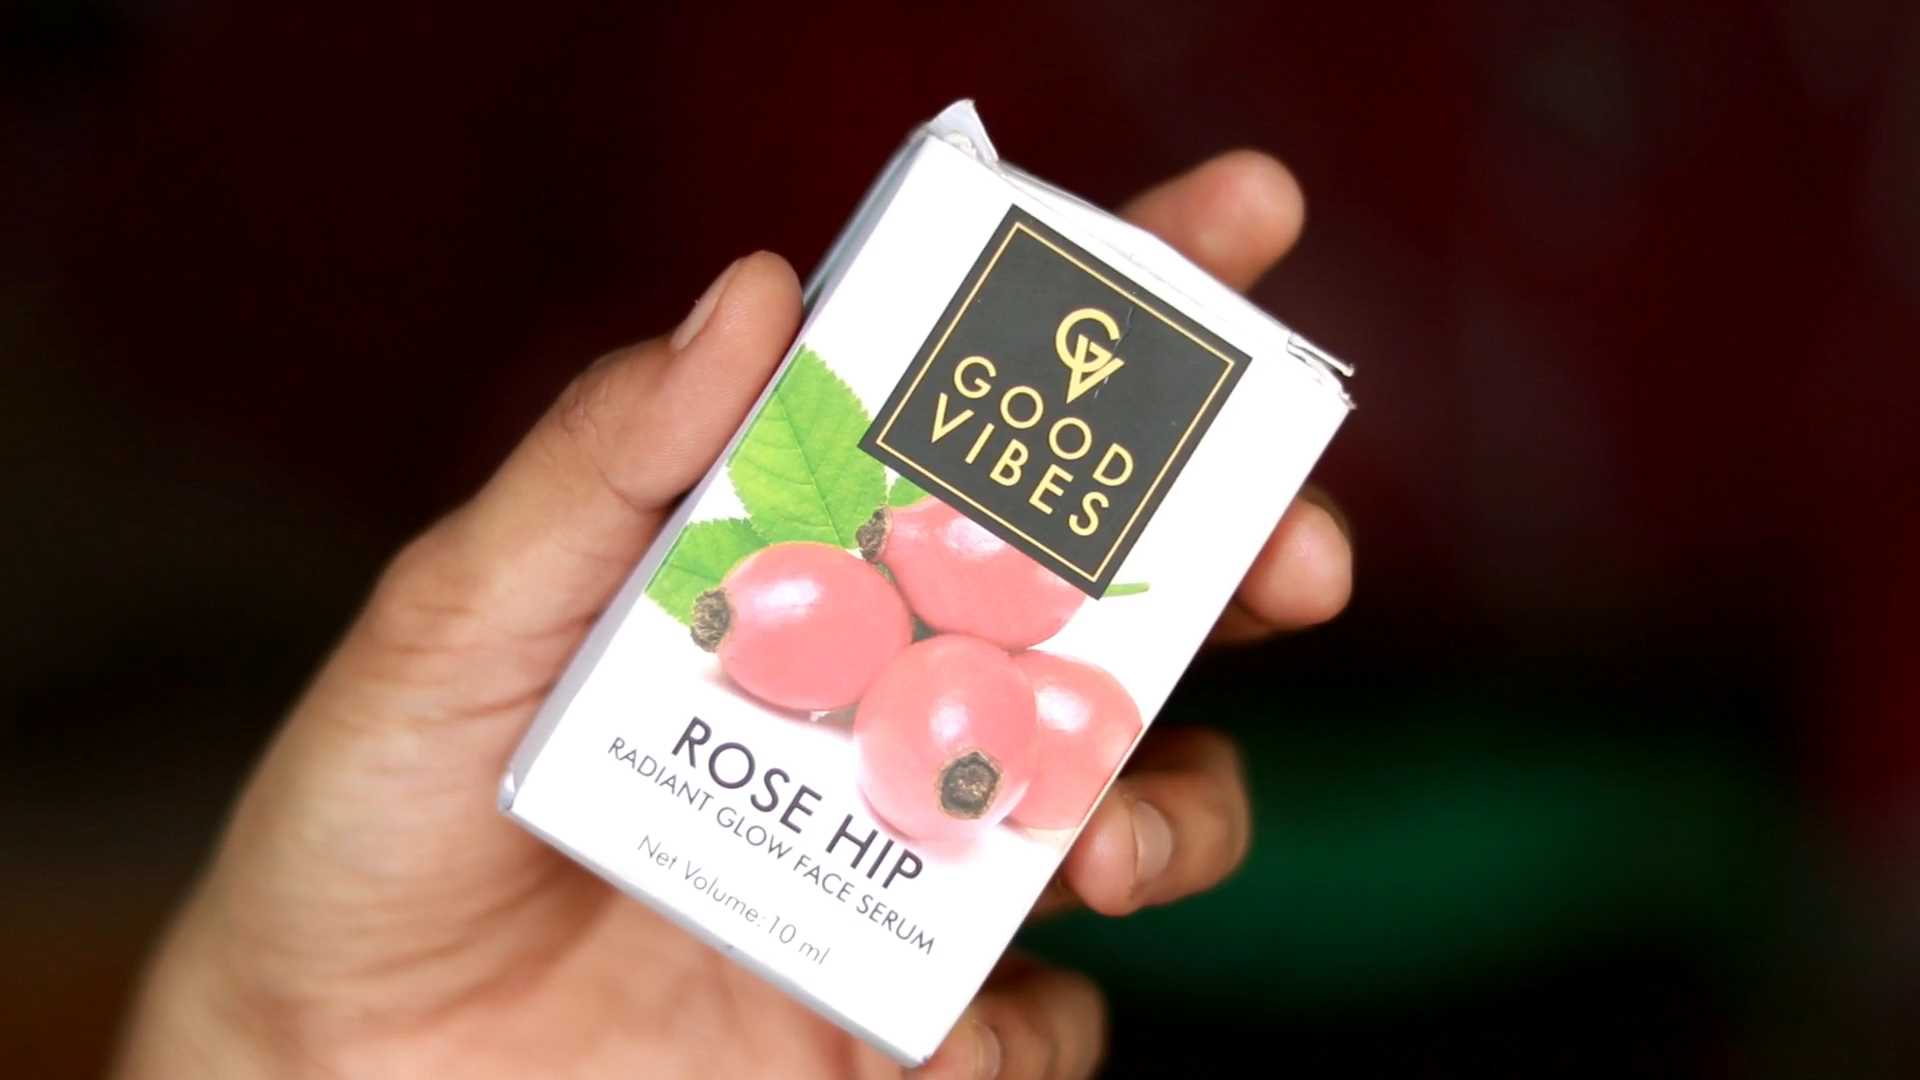 GV
GOOD
VIBES
ROSE HIP
RADIANT GLOW FACE SERUM
Net Volume: 10 ml